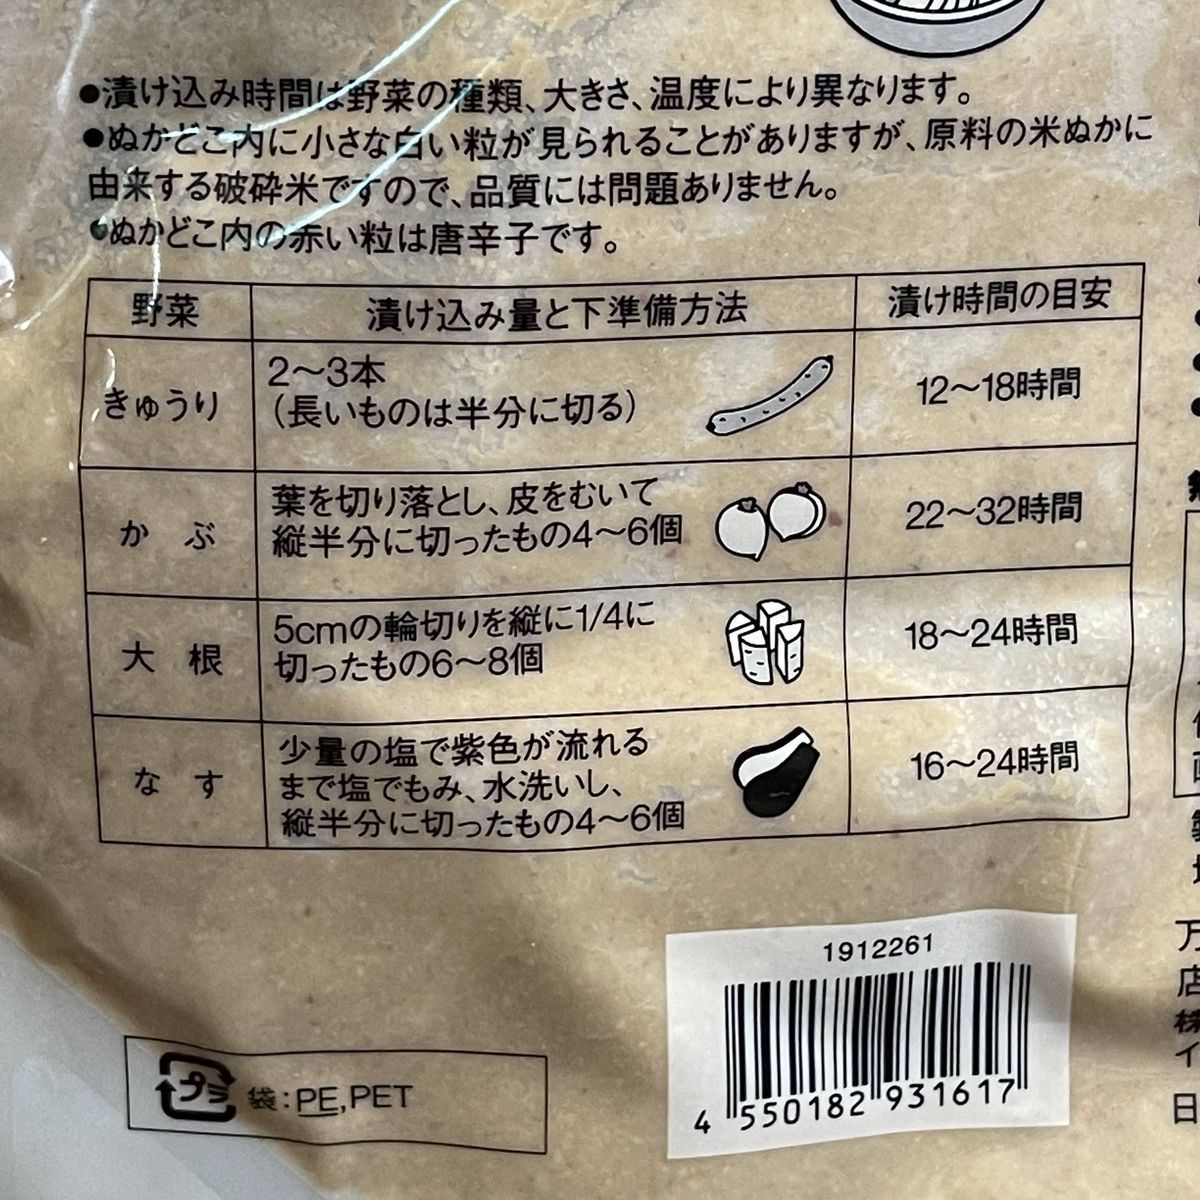 ●漬け込み時間は野菜の種類、大きさ、温度により異なります。
●ぬかどこ内に小さな白い粒が見られることがありますが、原料の米ぬかに
由来する破砕米ですので、品質には問題ありません。
●ぬかどこ内の赤い粒は唐辛子です。
野菜
漬け込み量と下準備方法
漬け時間の目安
きゅうり
2〜3本
(長いものは半分に切る)
12〜18時間
かぶ
葉を切り落とし、皮をむいて
縦半分に切ったもの4〜6個
22〜32時間
大根
5cmの輪切りを縦に1/4に
切ったもの6〜8個
18〜24時間
なす
少量の塩で紫色が流れる
まで塩でもみ、水洗いし、
縦半分に切ったもの4〜6個
16〜24時間
1912261
4 550182 931617
プラ 袋:PE,PET
万
店
株
イ
日